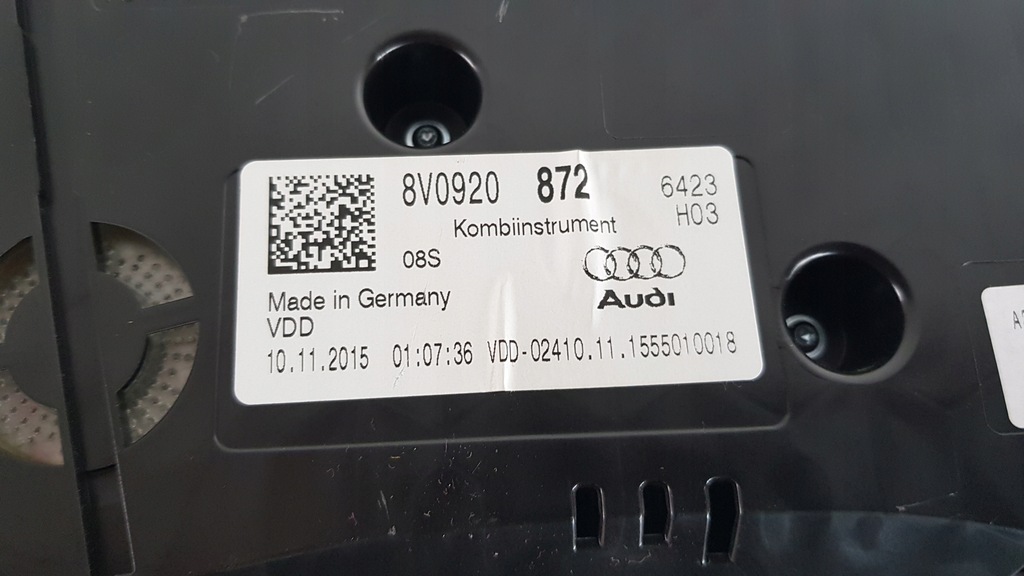 8V0920 872 6423
H03
Kombiinstrument
08S
Audi
Made in Germany
VDD
10.11.2015 01:07:36 VDD-02410.11.1555010018